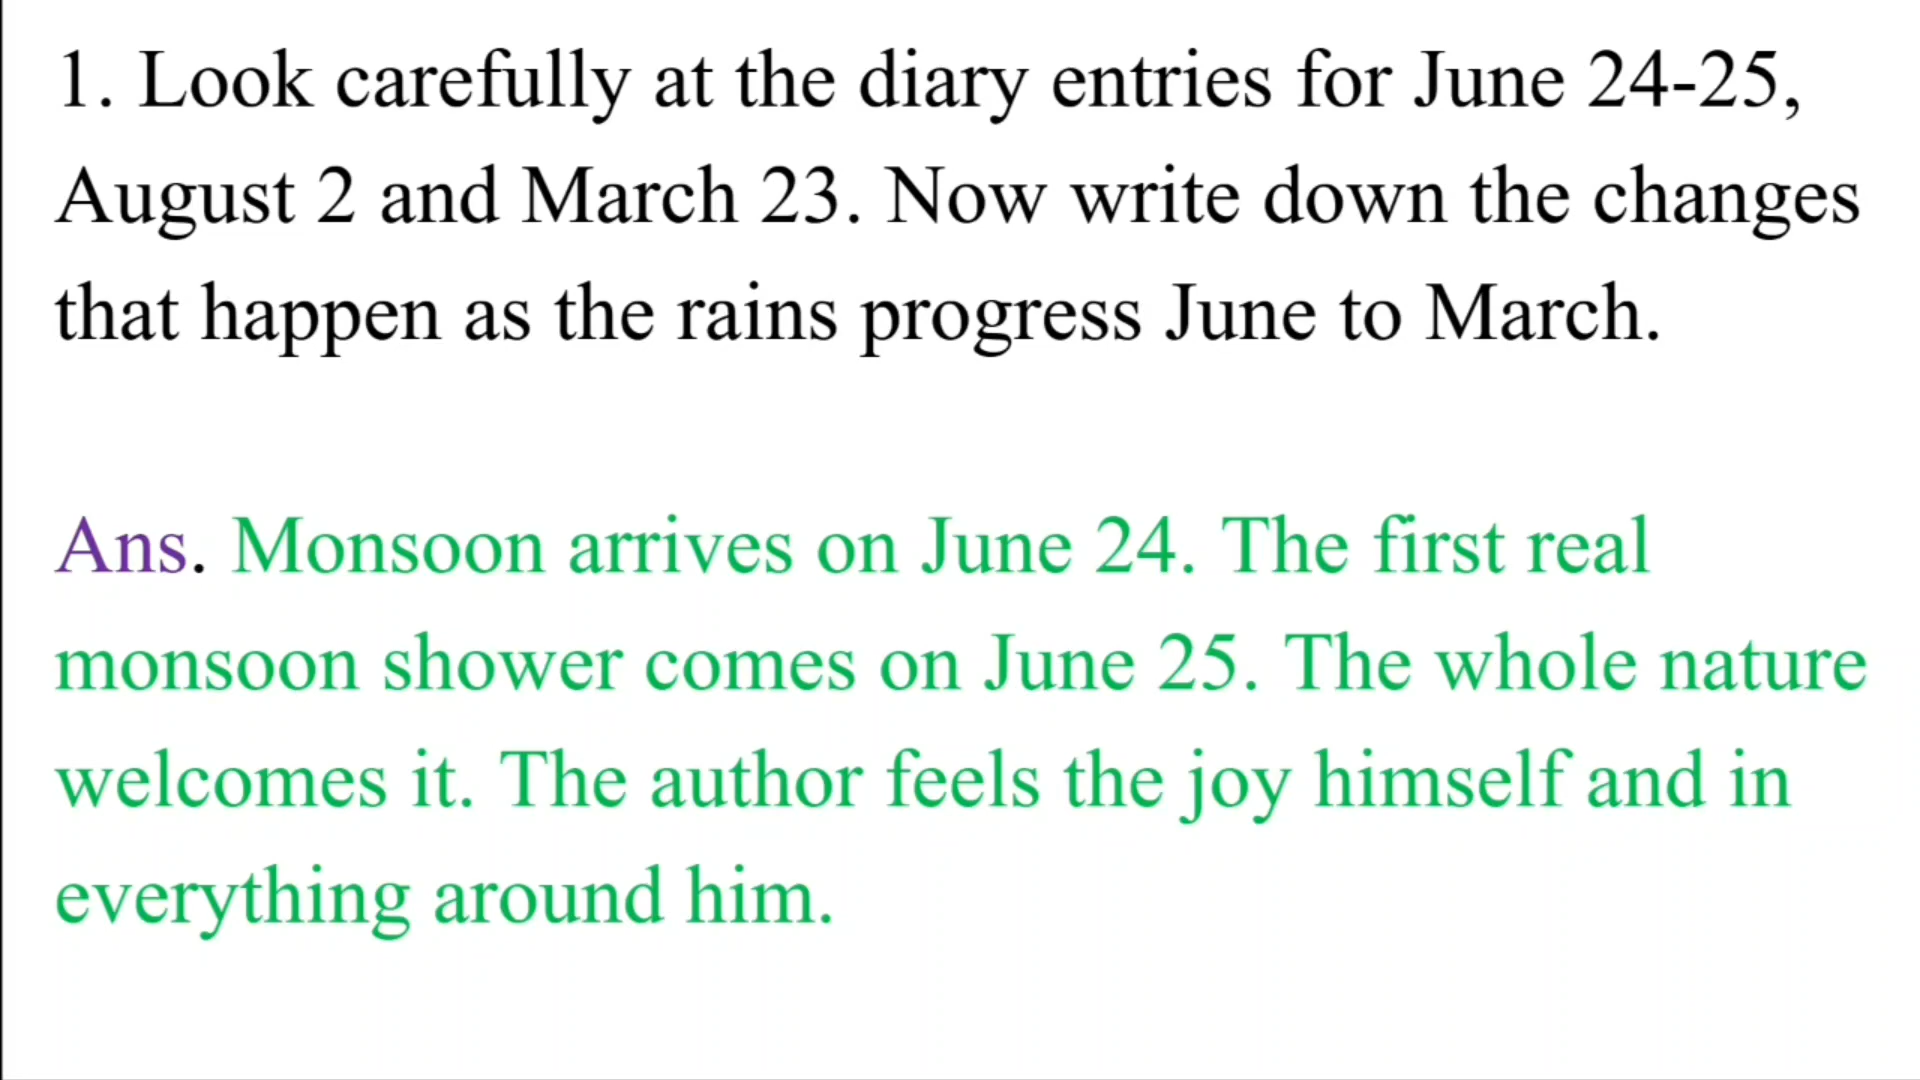 1. Look carefully at the diary entries for June 24-25,
August 2 and March 23. Now write down the changes
that happen as the rains progress June to March.
Ans. Monsoon arrives on June 24. The first real
monsoon shower comes on June 25. The whole nature
welcomes it. The author feels the joy himself and in
everything around him.